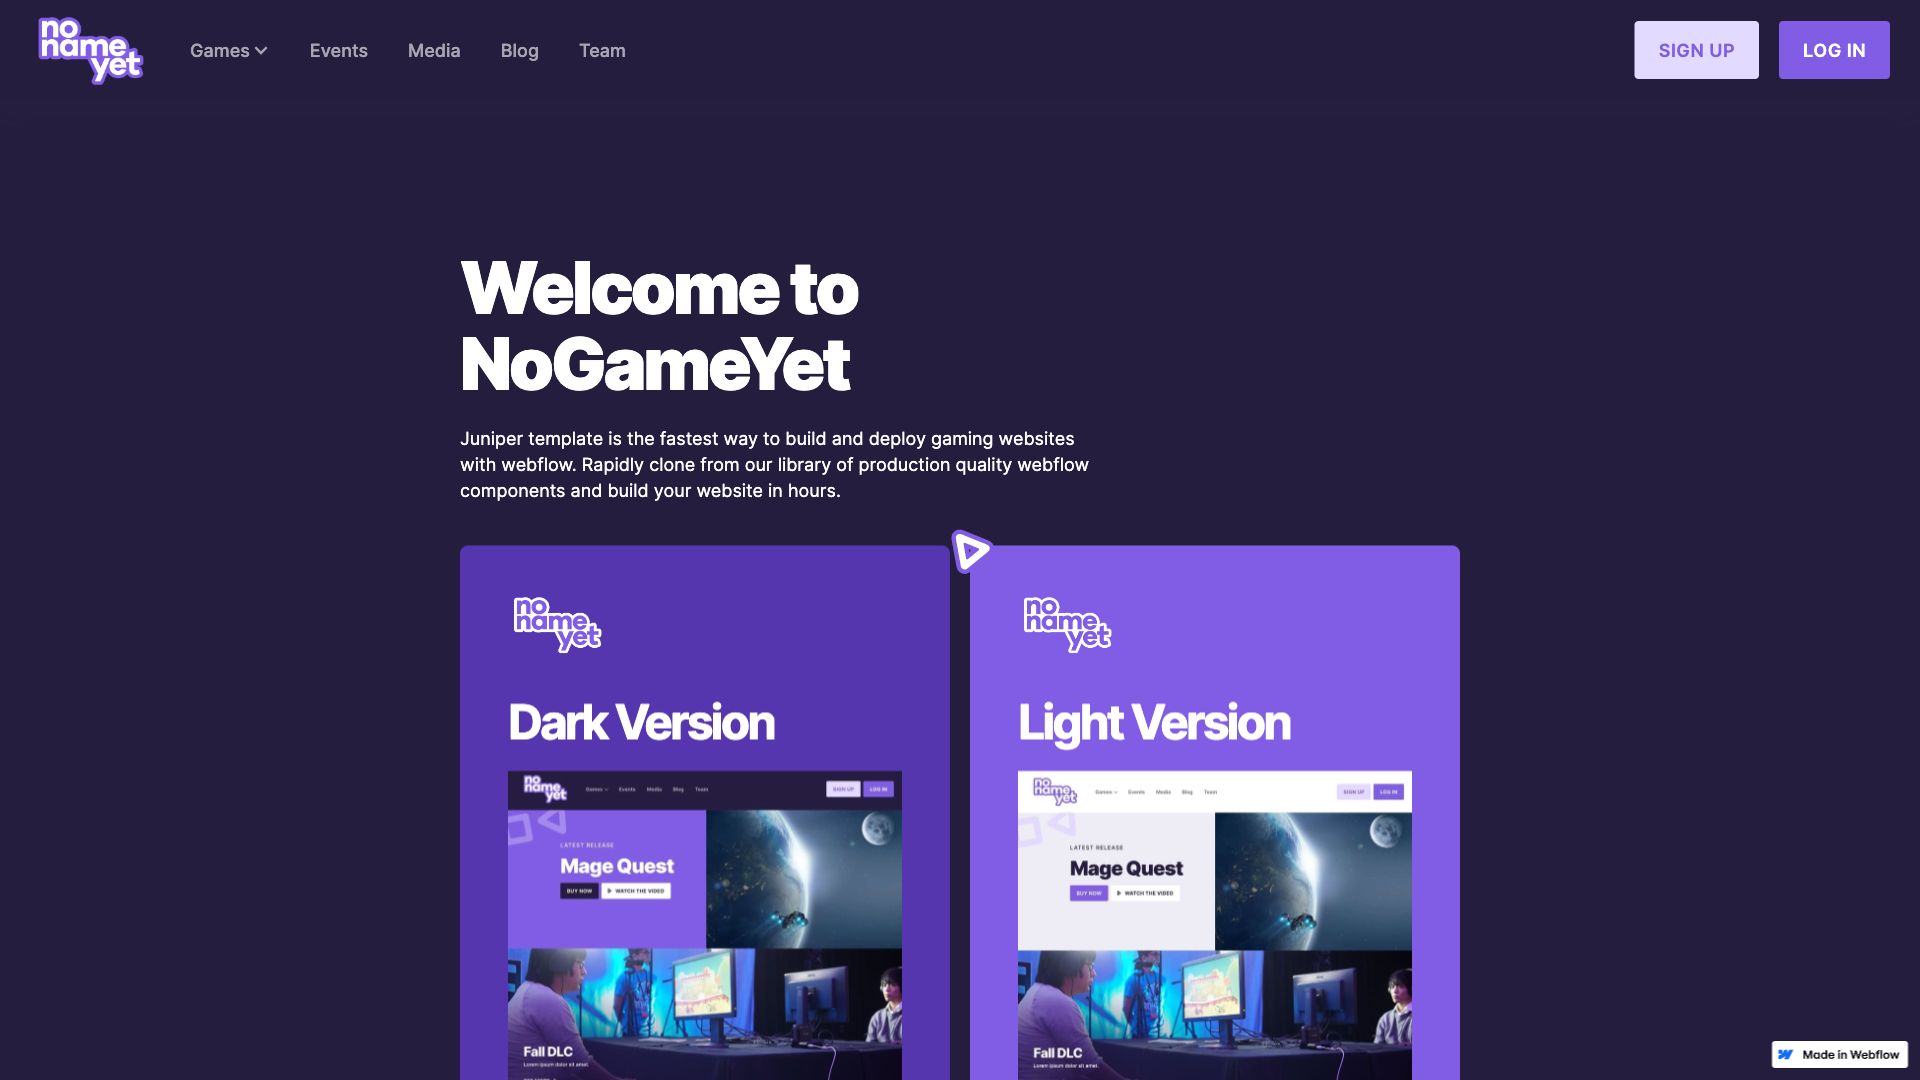 no
name
yet
Games
Events
Media
Blog
Team
SIGN UP
LOG IN
Welcome to
NoGameYet
Juniper template is the fastest way to build and deploy gaming websites
with webflow. Rapidly clone from our library of production quality webflow
components and build your website in hours.
no
name
yet
Dark Version
no
name
yet
Games
Events
Media
Blog
Team
SIGN UP
LOG IN
LATEST RELEASE
Mage Quest
BUY NOW
WATCH THE VIDEO
Fall DLC
Lorem ipsum dolor sit amet.
no
name
yet
Light Version
no
name
yet
Games
Events
Media
Blog
Team
SIGN UP
LOG IN
LATEST RELEASE
Mage Quest
BUY NOW
WATCH THE VIDEO
Fall DLC
Lorem ipsum dolor sit amet.
Made in Webflow